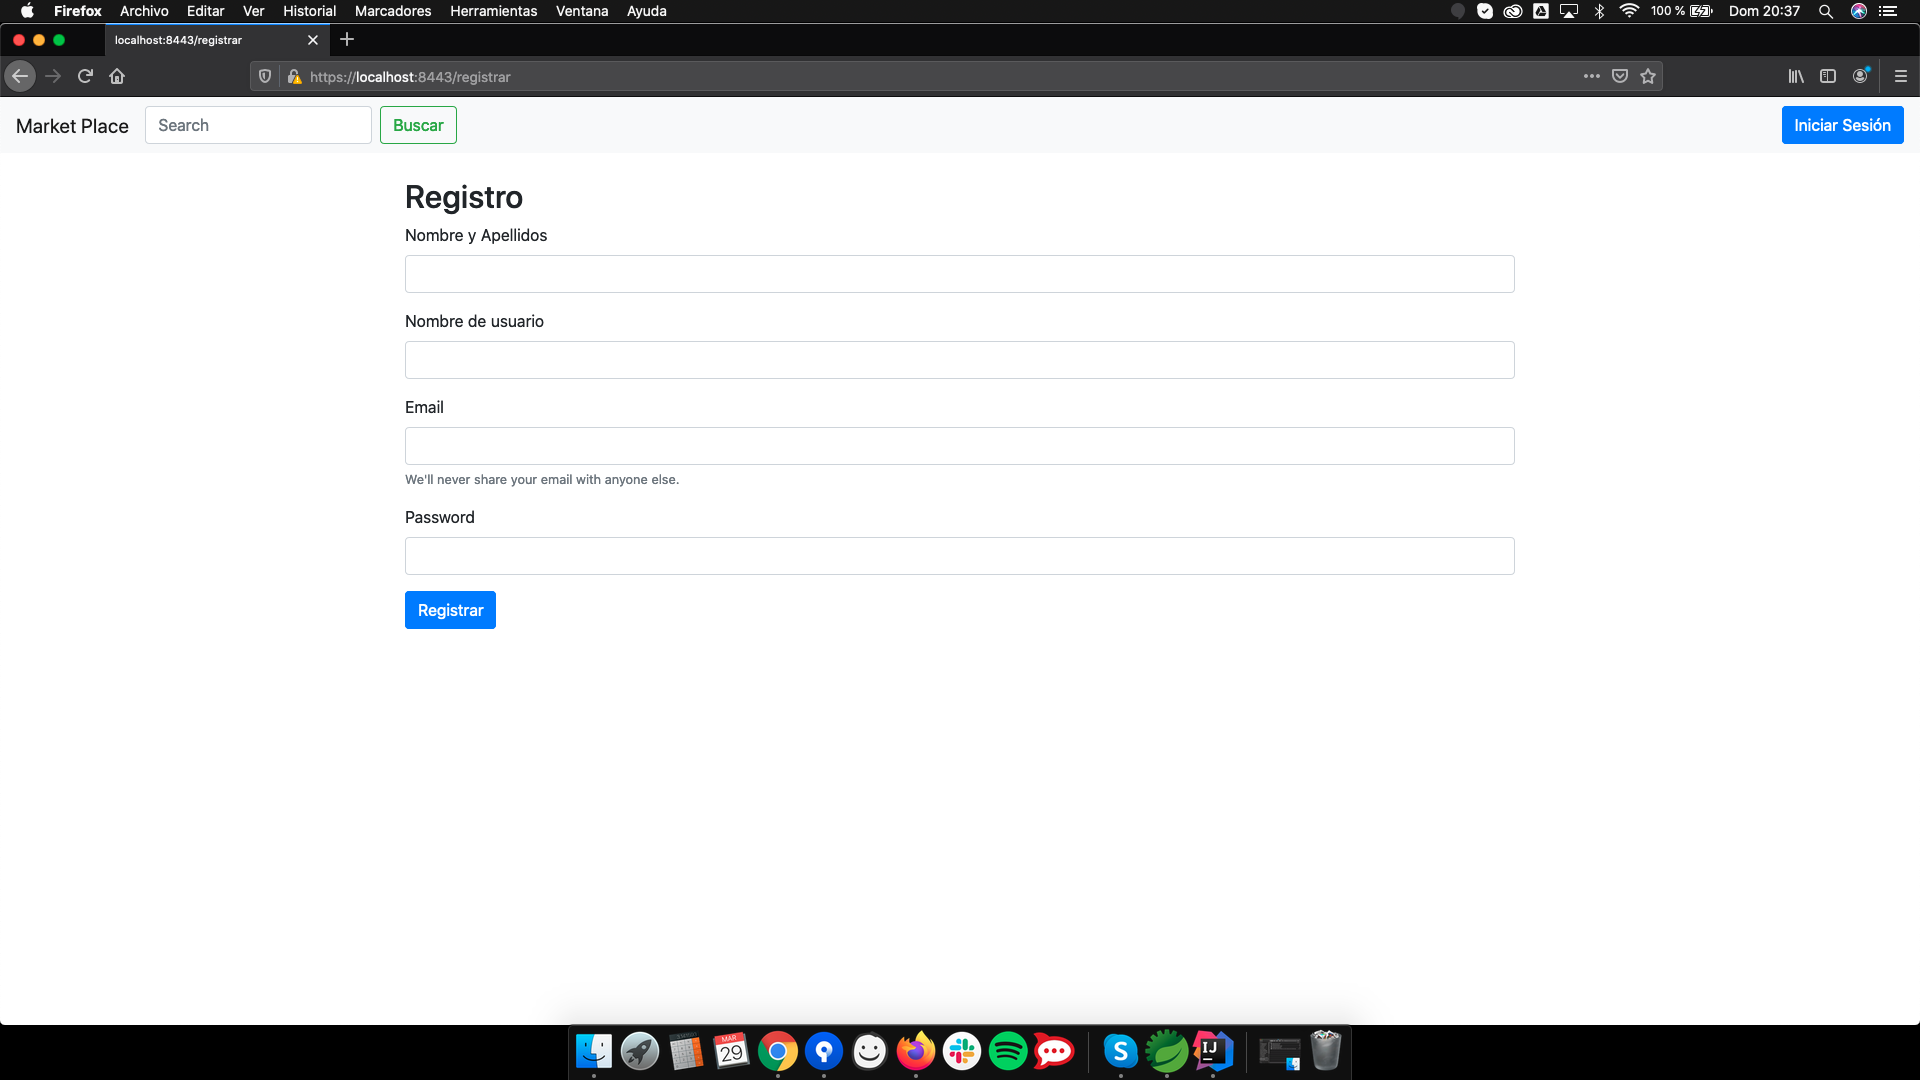 Firefox Archivo Editar Ver Historial Marcadores Herramientas Ventana Ayuda 100 % Dom 20:37
localhost:8443/registrar
https://localhost:8443/registrar
Market Place Search Buscar Iniciar Sesión
Registro
Nombre y Apellidos
Nombre de usuario
Email
We'll never share your email with anyone else.
Password
Registrar
MAR
29
S
IJ